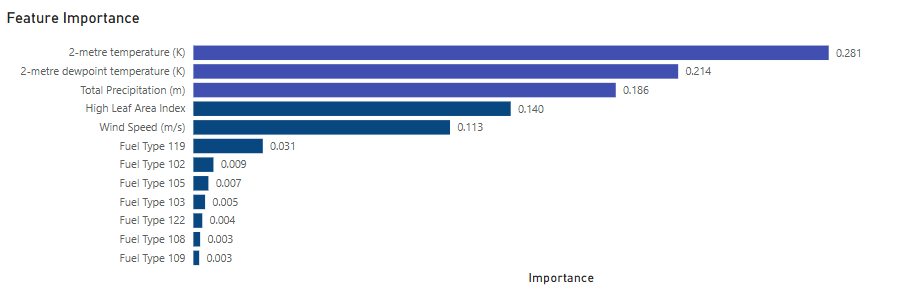 Feature Importance
2-metre temperature (K) 0.281
2-metre dewpoint temperature (K) 0.214
Total Precipitation (m) 0.186
High Leaf Area Index 0.140
Wind Speed (m/s) 0.113
Fuel Type 119 0.031
Fuel Type 102 0.009
Fuel Type 105 0.007
Fuel Type 103 0.005
Fuel Type 122 0.004
Fuel Type 108 0.003
Fuel Type 109 0.003
Importance